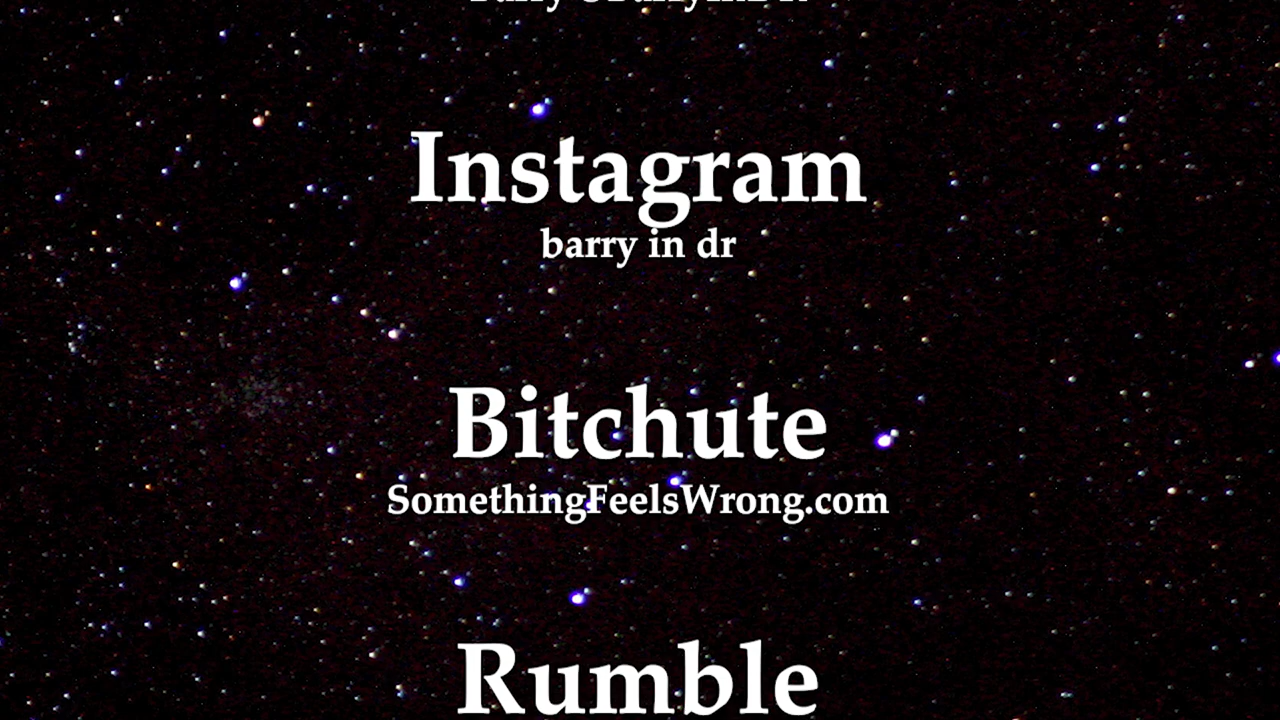 Instagram
barry in dr
Bitchute
SomethingFeelsWrong.com
Rumble